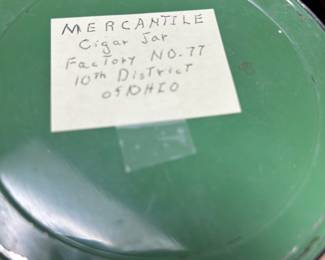 MERCANTILE
Cigar Jar
FacTory NO. 77
10th District
of OHIO